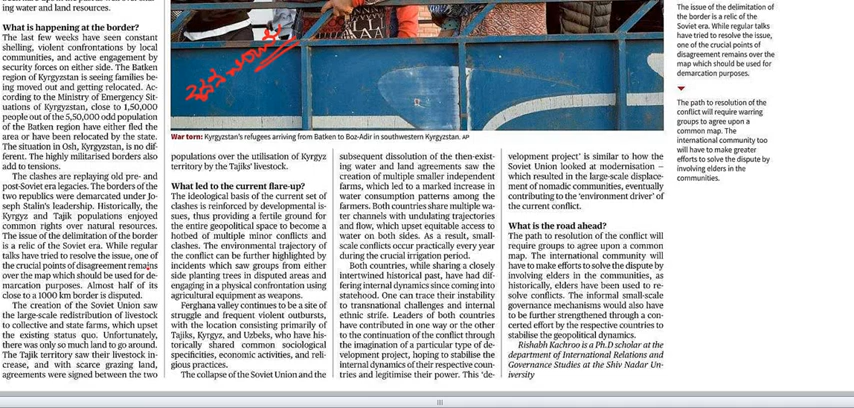 ing water and land resources.
What is happening at the border?
The last few weeks have seen constant
shelling, violent confrontations by local
communities, and active engagement by
security forces on either side. The Batken
region of Kyrgyzstan is seeing families be-
ing moved out and getting relocated. Ac-
cording to the Ministry of Emergency Sit-
uations of Kyrgyzstan, close to 1,50,000
people out of the 5,50,000 odd population
of the Batken region have either fled the
area or have been relocated by the state.
The situation in Osh, Kyrgyzstan, is no dif-
ferent. The highly militarised borders also
add to tensions.
The clashes are replaying old pre- and
post-Soviet era legacies. The borders of the
two republics were demarcated under Jo-
seph Stalin's leadership. Historically, the
Kyrgyz and Tajik populations enjoyed
common rights over natural resources.
The issue of the delimitation of the border
is a relic of the Soviet era. While regular
talks have tried to resolve the issue, one of
the crucial points of disagreement remains
over the map which should be used for de-
marcation purposes. Almost half of its
close to a 1000 km border is disputed.
The creation of the Soviet Union saw
the large-scale redistribution of livestock
to collective and state farms, which upset
the existing status quo. Unfortunately,
there was only so much land to go around.
The Tajik territory saw their livestock in-
crease, and with scarce grazing land,
agreements were signed between the two
War torn: Kyrgyzstan's refugees arriving from Batken to Boz-Adir in southwestern Kyrgyzstan. AP
populations over the utilisation of Kyrgyz
territory by the Tajiks' livestock.
What led to the current flare-up?
The ideological basis of the current set of
clashes is reinforced by developmental is-
sues, thus providing a fertile ground for
the entire geopolitical space to become a
hotbed of multiple minor conflicts and
clashes. The environmental trajectory of
the conflict can be further highlighted by
incidents which saw groups from either
side planting trees in disputed areas and
engaging in a physical confrontation using
agricultural equipment as weapons.
Ferghana valley continues to be a site of
struggle and frequent violent outbursts,
with the location consisting primarily of
Tajiks, Kyrgyz, and Uzbeks, who have his-
torically shared common sociological
specificities, economic activities, and reli-
gious practices.
The collapse of the Soviet Union and the
subsequent dissolution of the then-exist-
ing water and land agreements saw the
creation of multiple smaller independent
farms, which led to a marked increase in
water consumption patterns among the
farmers. Both countries share multiple wa-
ter channels with undulating trajectories
and flow, which upset equitable access to
water on both sides. As a result, small-
scale conflicts occur practically every year
during the crucial irrigation period.
Both countries, while sharing a closely
intertwined historical past, have had dif-
fering internal dynamics since coming into
statehood. One can trace their instability
to transnational challenges and internal
ethnic strife. Leaders of both countries
have contributed in one way or the other
to the continuation of the conflict through
the imagination of a particular type of de-
velopment project, hoping to stabilise the
internal dynamics of their respective coun-
tries and legitimise their power. This 'de-
velopment project' is similar to how the
Soviet Union looked at modernisation –
which resulted in the large-scale displace-
ment of nomadic communities, eventually
contributing to the 'environment driver' of
the current conflict.
What is the road ahead?
The path to resolution of the conflict will
require groups to agree upon a common
map. The international community will
have to make efforts to solve the dispute by
involving elders in the communities, as
historically, elders have been used to re-
solve conflicts. The informal small-scale
governance mechanisms would also have
to be further strengthened through a con-
certed effort by the respective countries to
stabilise the geopolitical dynamics.
Rishabh Kachroo is a Ph.D scholar at the
department of International Relations and
Governance Studies at the Shiv Nadar Un-
iversity
The issue of the delimitation of
the border is a relic of the
Soviet era. While regular talks
have tried to resolve the issue,
one of the crucial points of
disagreement remains over the
map which should be used for
demarcation purposes.
The path to resolution of the
conflict will require warring
groups to agree upon a
common map. The
international community too
will have to make greater
efforts to solve the dispute by
involving elders in the
communities.